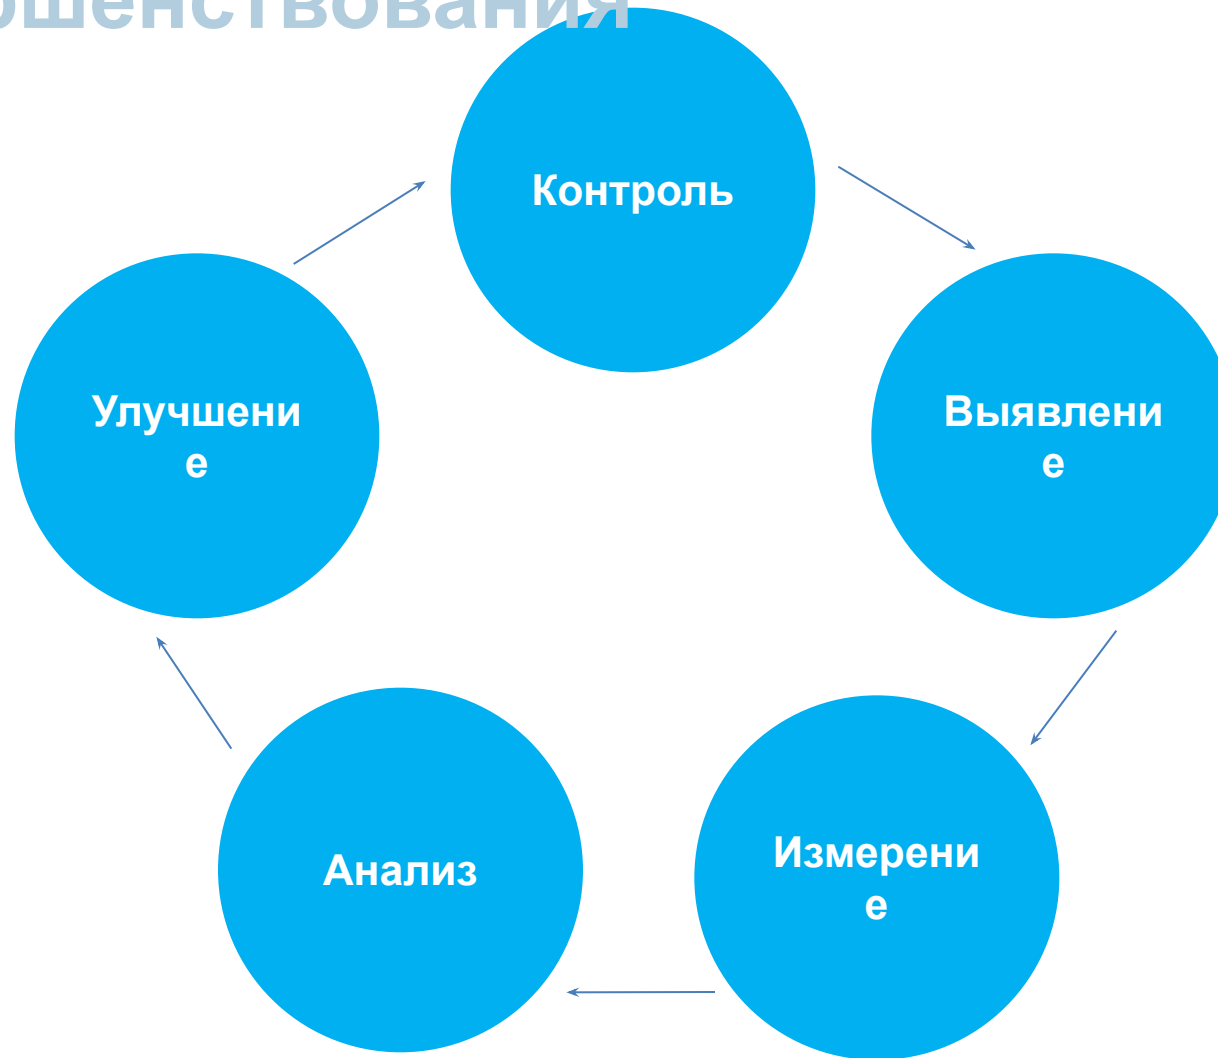 ршенствования
Контроль
Улучшени
е
Выявлени
е
Анализ
Измерени
е